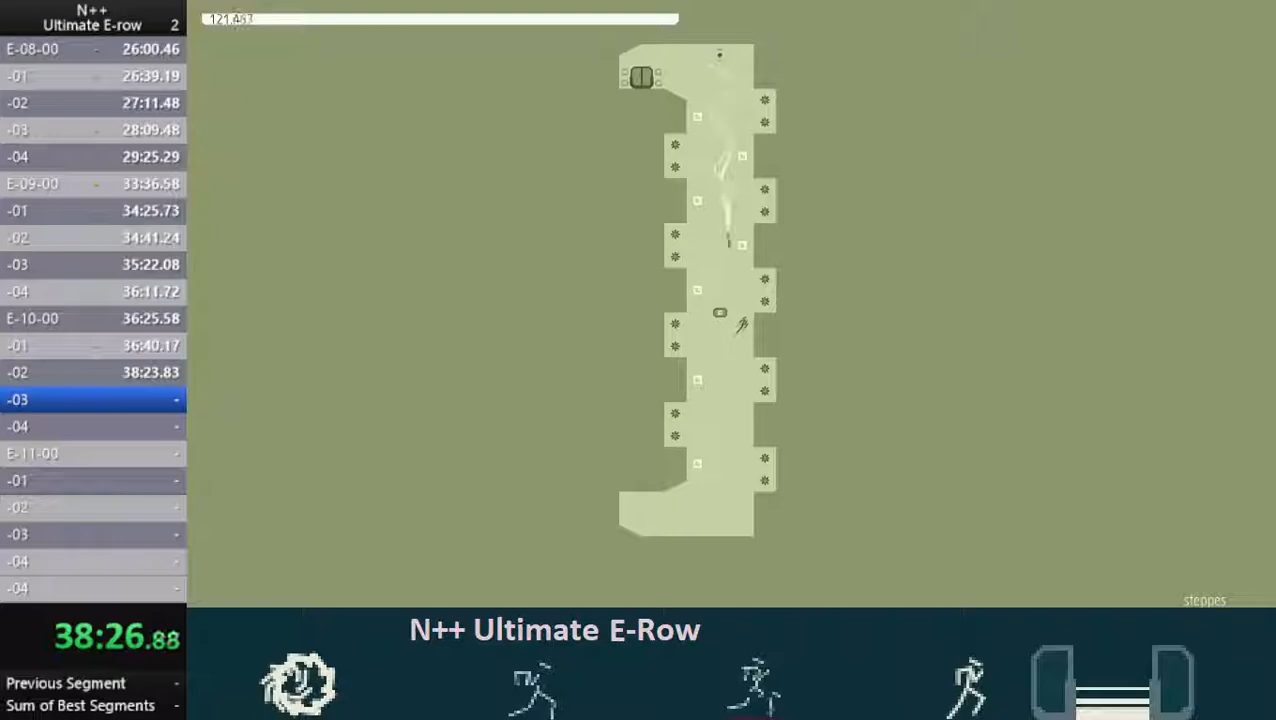 N++
Ultimate E-row 2
E-08-00 - 26:00.46
-01 - 26:39.19
-02 - 27:11.48
-03 - 28:09.48
-04 - 29:25.29
E-09-00 - 33:36.58
-01 - 34:25.73
-02 - 34:41.24
-03 - 35:22.08
-04 - 36:11.72
E-10-00 - 36:25.58
-01 - 36:40.17
-02 - 38:23.83
-03 -
-04 -
E-11-00 -
-01 -
-02 -
-03 -
-04 -
-04 -
38:26.88
Previous Segment -
Sum of Best Segments -
steppes
N++ Ultimate E-Row